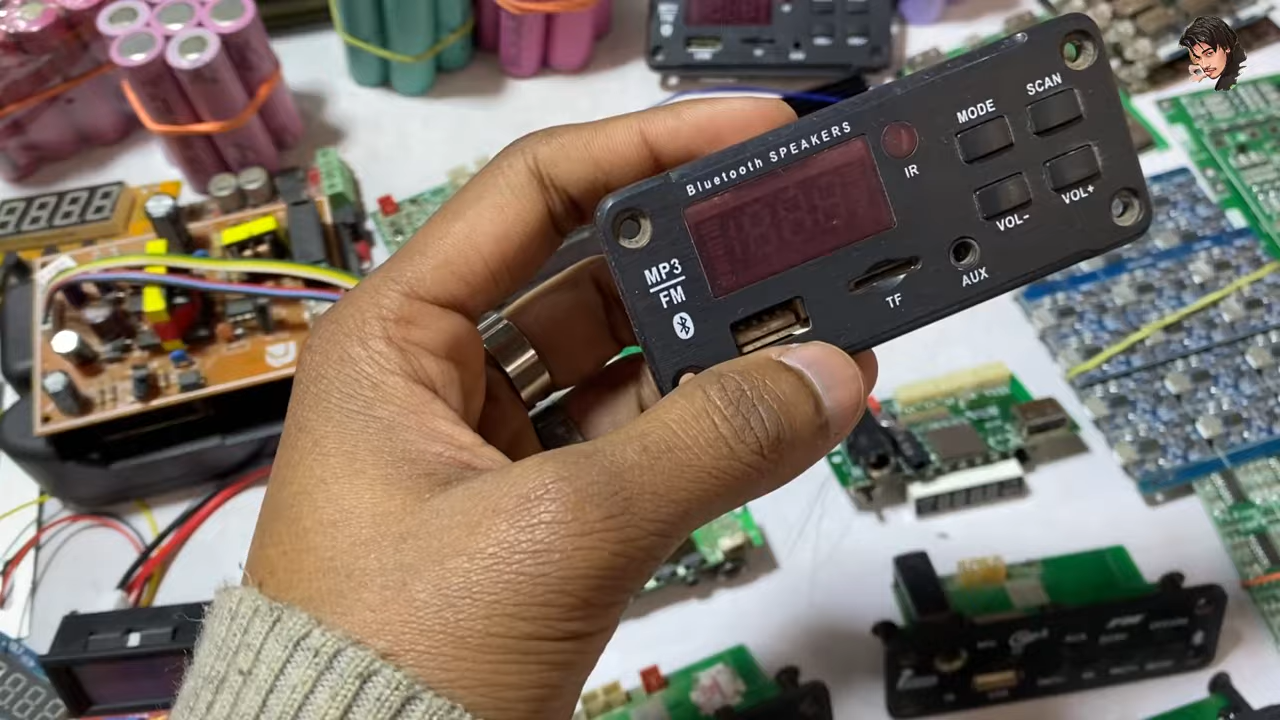 Bluetooth SPEAKERS
MODE
SCAN
IR
VOL-
VOL+
MP3
FM
TF
AUX